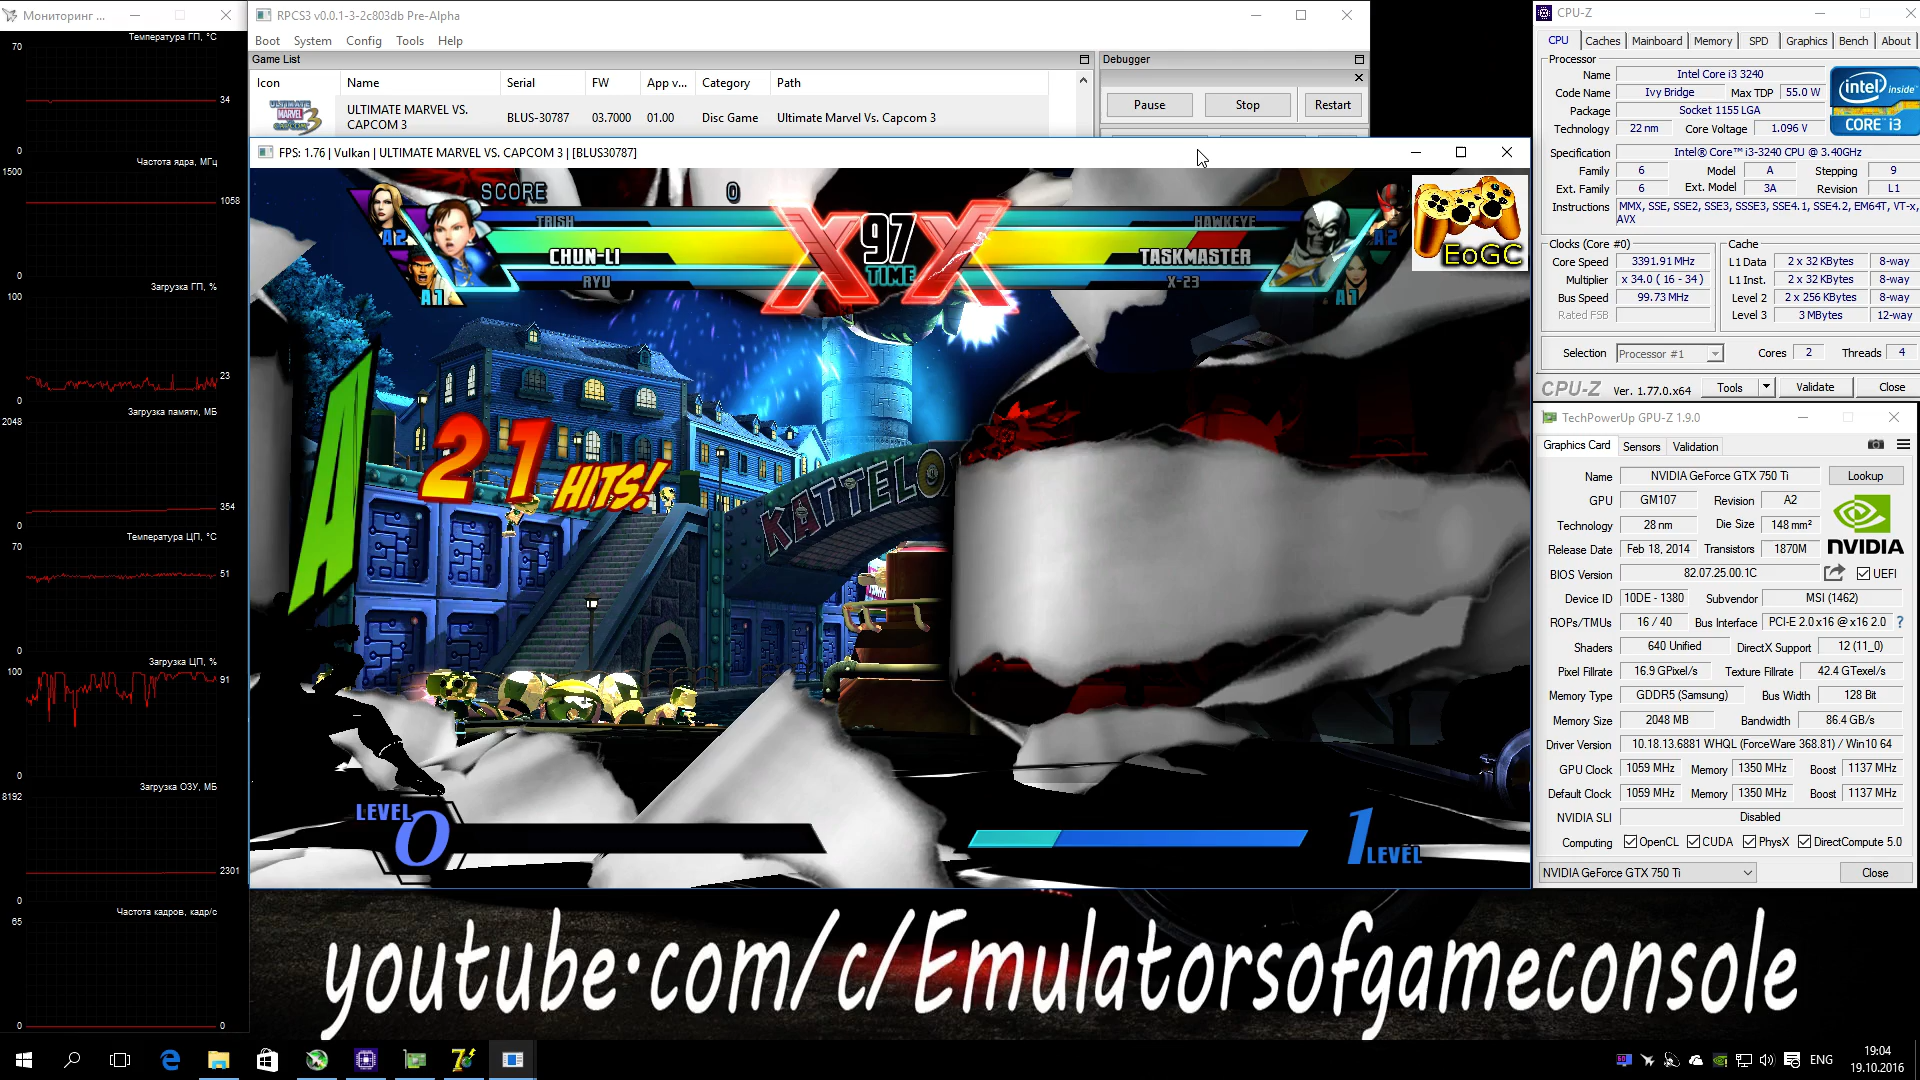 Мониторинг ...
Температура ГП, °C
70
34
0
Частота ядра, МГц
1500
1058
0
Загрузка ГП, %
100
23
0
Загрузка памяти, МБ
2048
354
0
Температура ЦП, °C
70
51
0
Загрузка ЦП, %
100
91
0
Загрузка ОЗУ, МБ
8192
2301
0
Частота кадров, кадр/с
65
0
0
RPCS3 v0.0.1-3-2c803db Pre-Alpha
Boot System Config Tools Help
Game List
Icon Name Serial FW App v... Category Path
ULTIMATE MARVEL VS. CAPCOM 3
ULTIMATE MARVEL VS.
CAPCOM 3
BLUS-30787 03.7000 01.00 Disc Game Ultimate Marvel Vs. Capcom 3
Debugger
Pause Stop Restart
FPS: 1.76 | Vulkan | ULTIMATE MARVEL VS. CAPCOM 3 | [BLUS30787]
SCORE 0
TRISH
A2
CHUN-LI
RYU
A1
97
TIME
HAWKEYE
A2
TASKMASTER
X-23
A1
EoGC
A
21 HITS!
KATTELO
LEVEL 0
1 LEVEL
youtube.com/c/Emulatorsofgameconsole
CPU-Z
CPU Caches Mainboard Memory SPD Graphics Bench About
Processor
Name Intel Core i3 3240
Code Name Ivy Bridge Max TDP 55.0 W
Package Socket 1155 LGA
Technology 22 nm Core Voltage 1.096 V
intel inside™
CORE i3
Specification Intel® Core™ i3-3240 CPU @ 3.40GHz
Family 6 Model A Stepping 9
Ext. Family 6 Ext. Model 3A Revision L1
Instructions MMX, SSE, SSE2, SSE3, SSSE3, SSE4.1, SSE4.2, EM64T, VT-x,
AVX
Clocks (Core #0)
Core Speed 3391.91 MHz
Multiplier x 34.0 ( 16 - 34 )
Bus Speed 99.73 MHz
Rated FSB
Cache
L1 Data 2 x 32 KBytes 8-way
L1 Inst. 2 x 32 KBytes 8-way
Level 2 2 x 256 KBytes 8-way
Level 3 3 MBytes 12-way
Selection Processor #1 Cores 2 Threads 4
CPU-Z Ver. 1.77.0.x64 Tools Validate Close
TechPowerUp GPU-Z 1.9.0
Graphics Card Sensors Validation
Name NVIDIA GeForce GTX 750 Ti Lookup
GPU GM107 Revision A2
Technology 28 nm Die Size 148 mm²
Release Date Feb 18, 2014 Transistors 1870M
NVIDIA
BIOS Version 82.07.25.00.1C UEFI
Device ID 10DE - 1380 Subvendor MSI (1462)
ROPs/TMUs 16 / 40 Bus Interface PCI-E 2.0 x16 @ x16 2.0 ?
Shaders 640 Unified DirectX Support 12 (11_0)
Pixel Fillrate 16.9 GPixel/s Texture Fillrate 42.4 GTexel/s
Memory Type GDDR5 (Samsung) Bus Width 128 Bit
Memory Size 2048 MB Bandwidth 86.4 GB/s
Driver Version 10.18.13.6881 WHQL (ForceWare 368.81) / Win10 64
GPU Clock 1059 MHz Memory 1350 MHz Boost 1137 MHz
Default Clock 1059 MHz Memory 1350 MHz Boost 1137 MHz
NVIDIA SLI Disabled
Computing OpenCL CUDA PhysX DirectCompute 5.0
NVIDIA GeForce GTX 750 Ti Close
60
ENG
19:04
19.10.2016